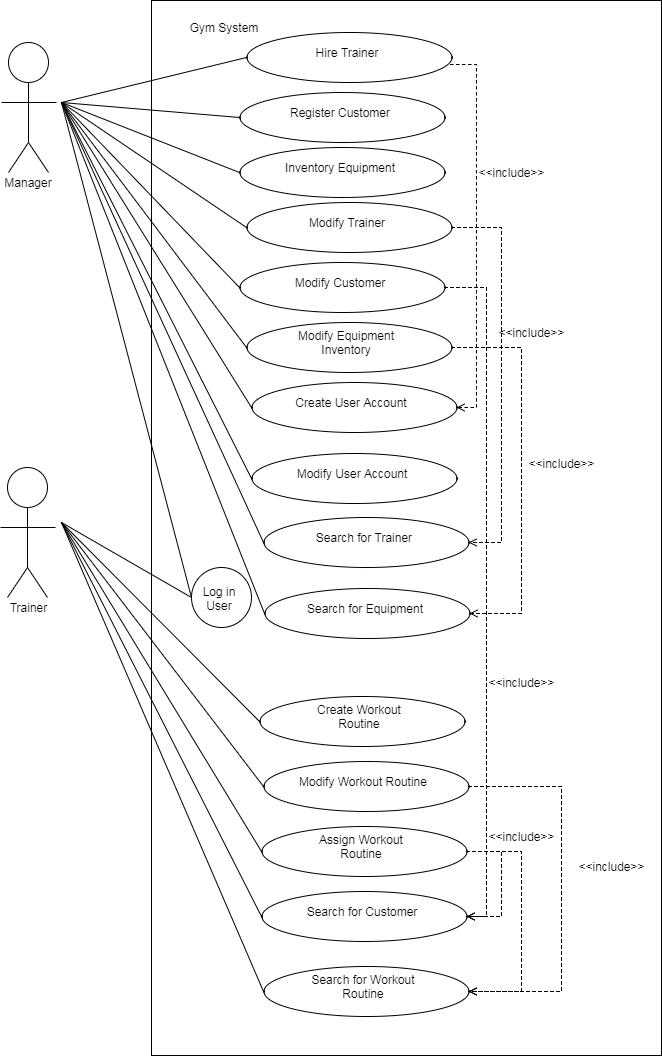 Gym System
Hire Trainer
Register Customer
Inventory Equipment
<<include>>
Manager
Modify Trainer
Modify Customer
<<include>>
Modify Equipment
Inventory
Create User Account
<<include>>
Modify User Account
Search for Trainer
Log in
User
Trainer
Search for Equipment
<<include>>
Create Workout
Routine
Modify Workout Routine
<<include>>
Assign Workout
Routine
<<include>>
Search for Customer
Search for Workout
Routine